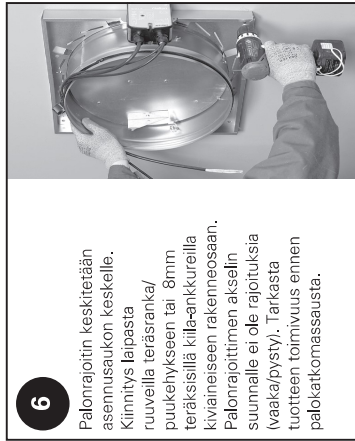 6
Palonrajoitin keskitetään
asennusaukon keskelle.
Kiinnitys laipasta
ruuveilla teräsranka/
puukehykseen tai 8mm
teräksisillä kiila-ankkureilla
kiviaineiseen rakenneosaan.
Palonrajoittimen akselin
suunnalle ei ole rajoituksia
(vaaka/pysty). Tarkasta
tuotteen toimivuus ennen
palokatkomassausta.